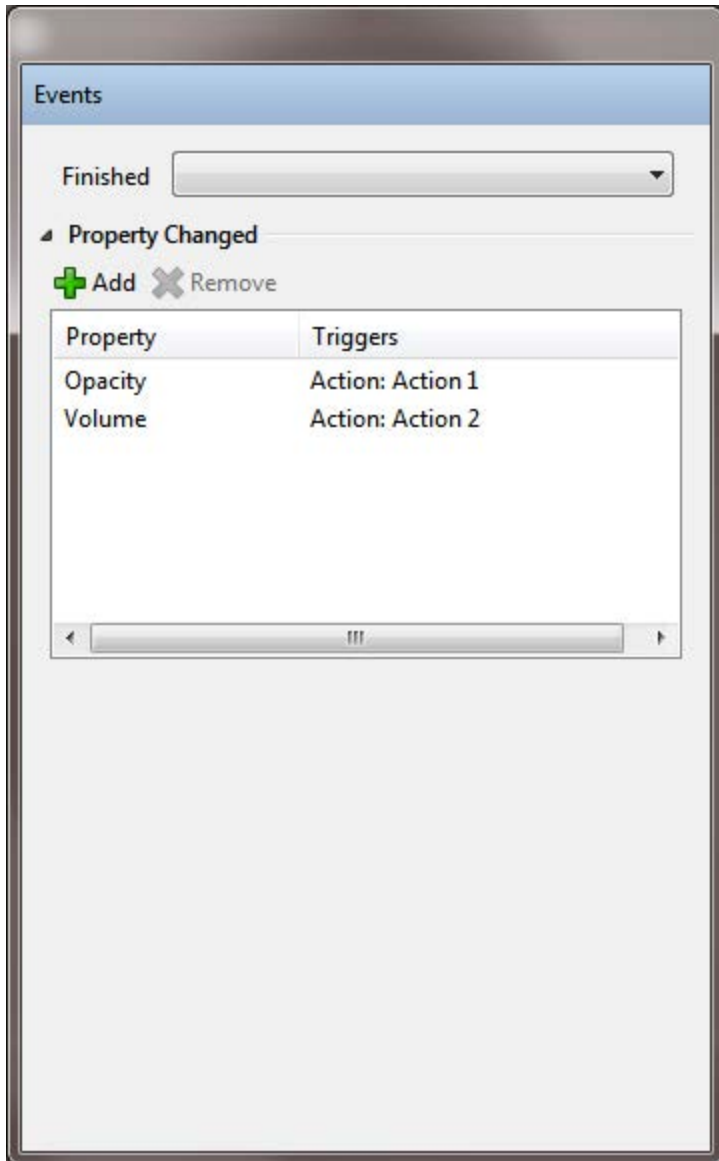 Events
Finished
Property Changed
Add Remove
Property Triggers
Opacity Action: Action 1
Volume Action: Action 2